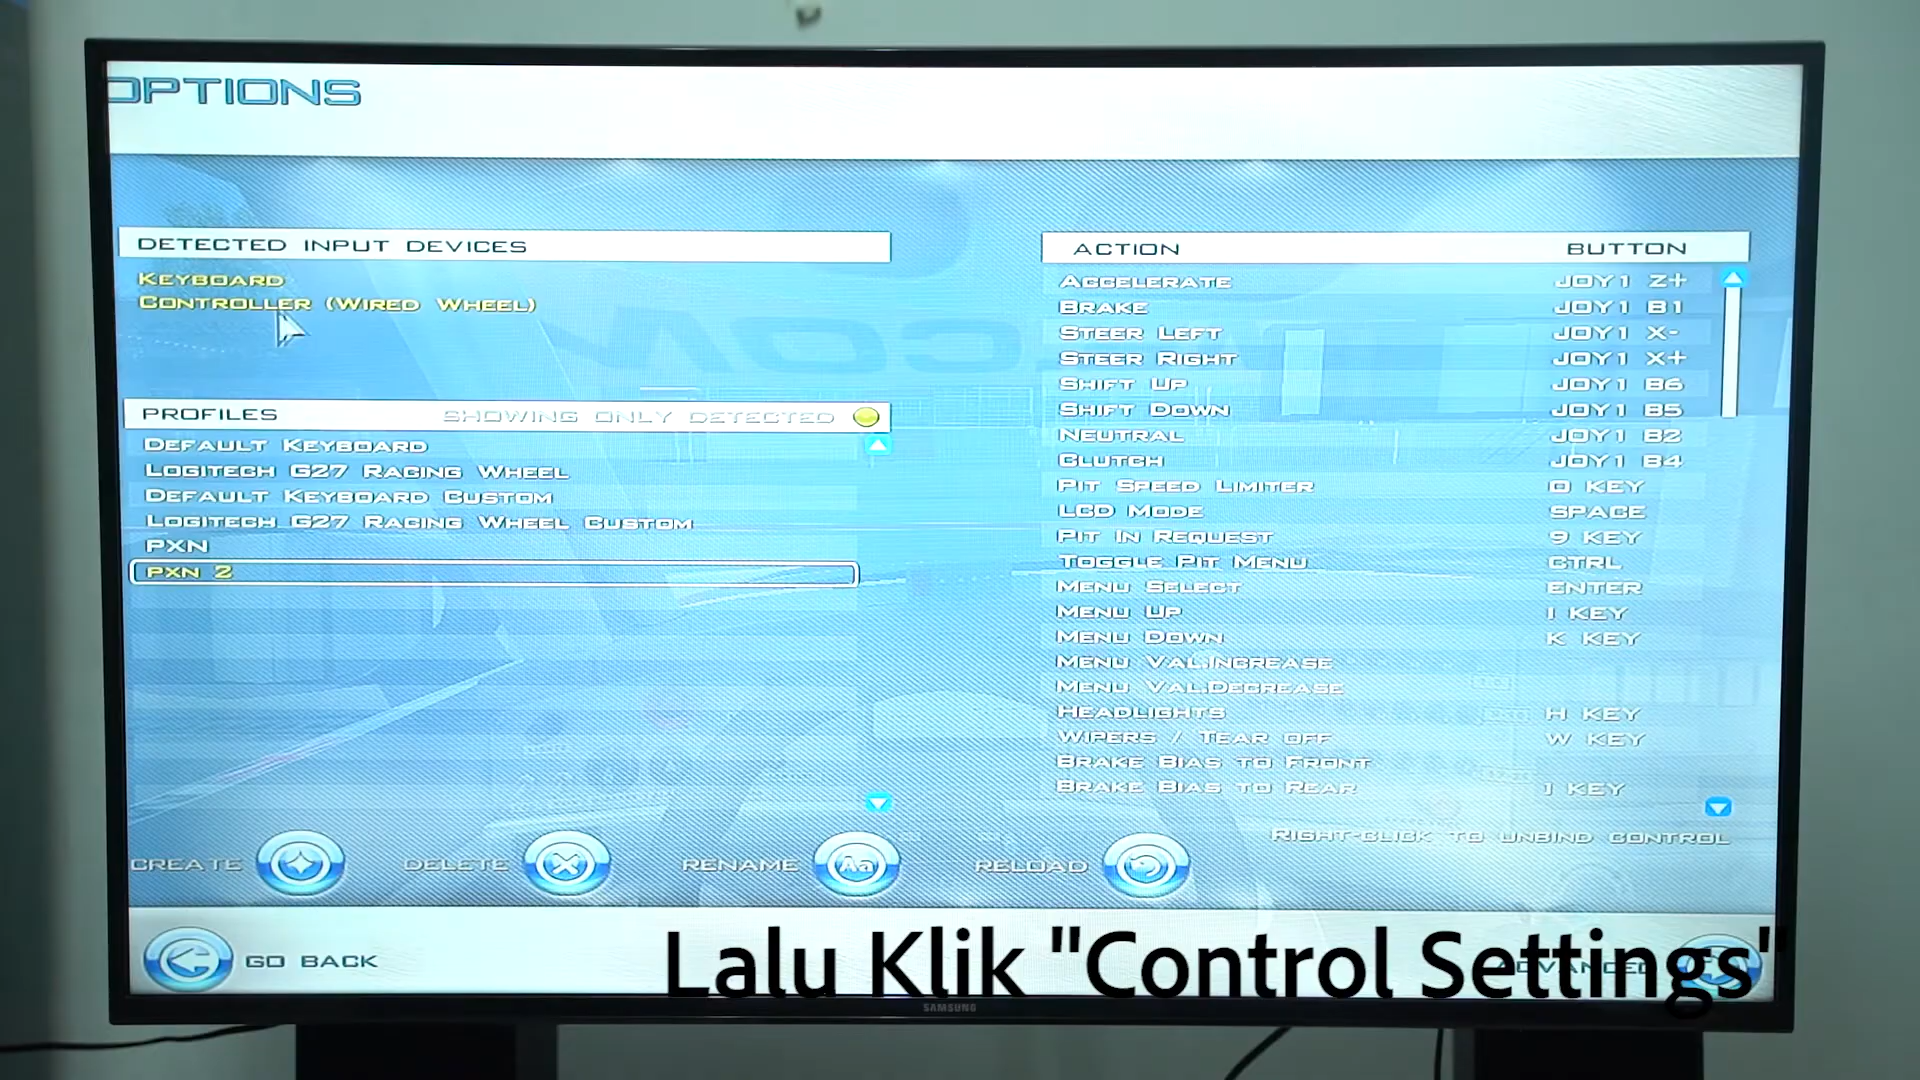 OPTIONS
DETECTED INPUT DEVICES
KEYBOARD
CONTROLLER (WIRED WHEEL)
PROFILES SHOWING ONLY DETECTED
DEFAULT KEYBOARD
LOGITECH G27 RACING WHEEL
DEFAULT KEYBOARD CUSTOM
LOGITECH G27 RACING WHEEL CUSTOM
PXN
PXN 2
ACTION BUTTON
ACCELERATE JOY1 Z+
BRAKE JOY1 B1
STEER LEFT JOY1 X-
STEER RIGHT JOY1 X+
SHIFT UP JOY1 B6
SHIFT DOWN JOY1 B5
NEUTRAL JOY1 B2
CLUTCH JOY1 B4
PIT SPEED LIMITER 0 KEY
LCD MODE SPACE
PIT IN REQUEST 9 KEY
TOGGLE PIT MENU CTRL
MENU SELECT ENTER
MENU UP I KEY
MENU DOWN K KEY
MENU VAL.INCREASE
MENU VAL.DECREASE
HEADLIGHTS H KEY
WIPERS / TEAR OFF W KEY
BRAKE BIAS TO FRONT
BRAKE BIAS TO REAR J KEY
RIGHT-CLICK TO UNBIND CONTROL
CREATE DELETE RENAME Aa RELOAD
GO BACK ADVANCED
Lalu Klik "Control Settings"
SAMSUNG